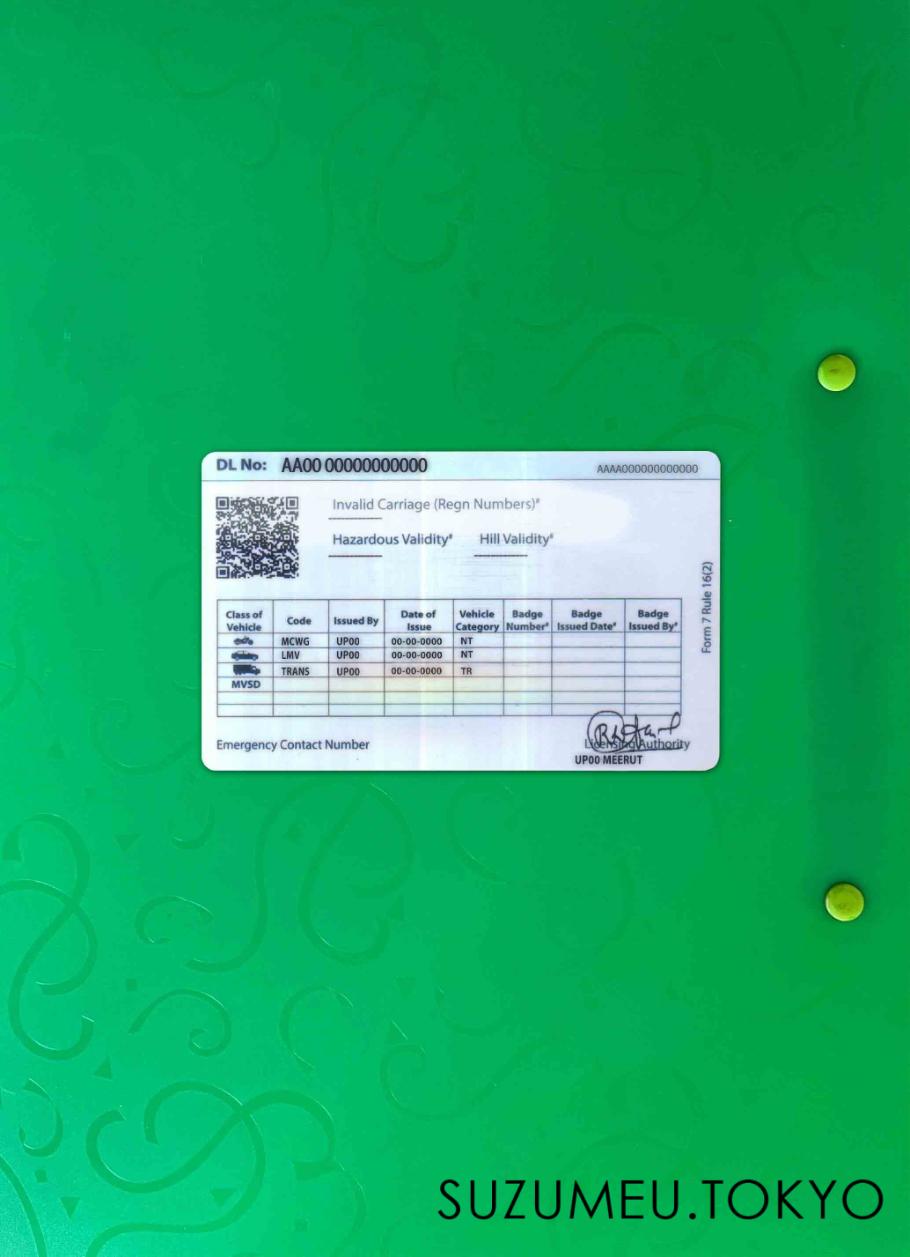 DL No: AA00 00000000000
AAAA000000000000
Invalid Carriage (Regn Numbers)#
Hazardous Validity# Hill Validity#
Form 7 Rule 16(2)
Class of Vehicle Code Issued By Date of Issue Vehicle Category Badge Number# Badge Issued Date# Badge Issued By#
MCWG UP00 00-00-0000 NT
LMV UP00 00-00-0000 NT
TRANS UP00 00-00-0000 TR
MVSD
Emergency Contact Number
Licensing Authority
UP00 MEERUT
SUZUMEU.TOKYO